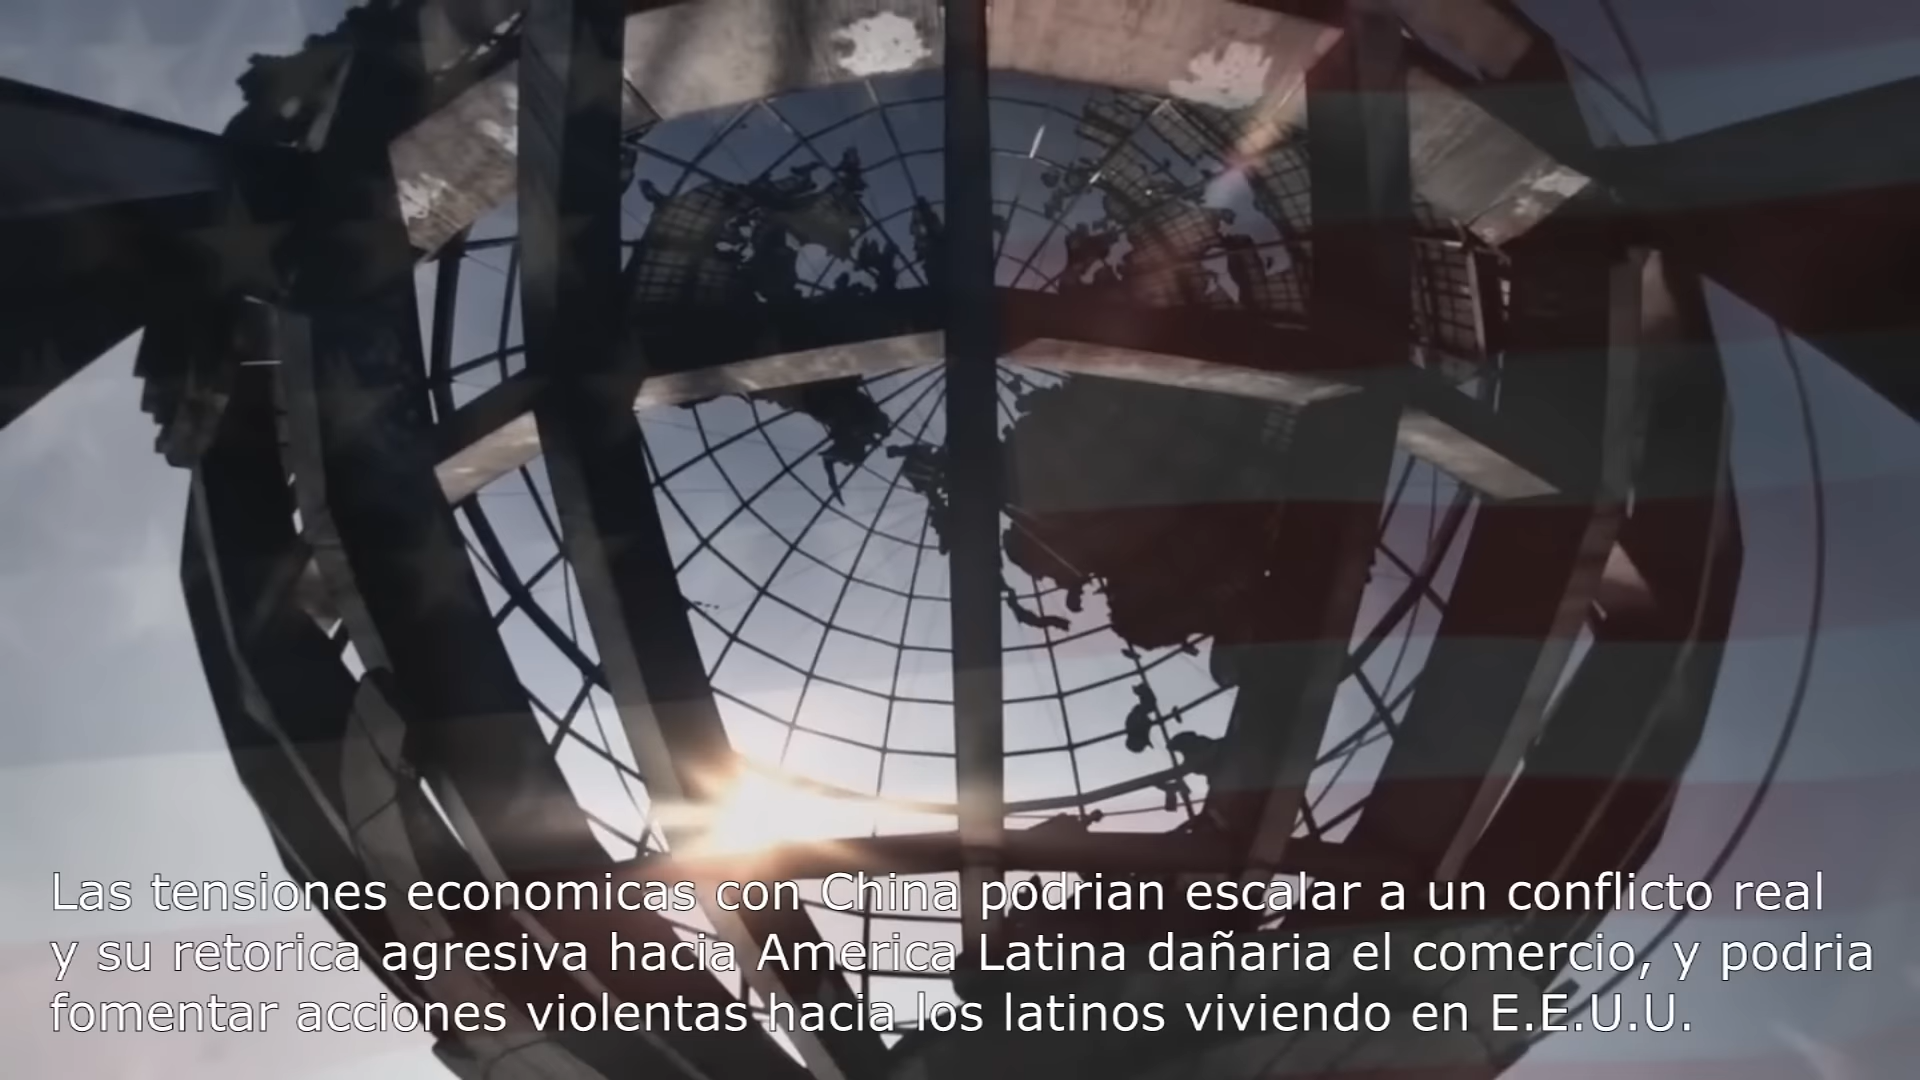 Las tensiones economicas con China podrian escalar a un conflicto real
y su retorica agresiva hacia America Latina dañaria el comercio, y podria
fomentar acciones violentas hacia los latinos viviendo en E.E.U.U.